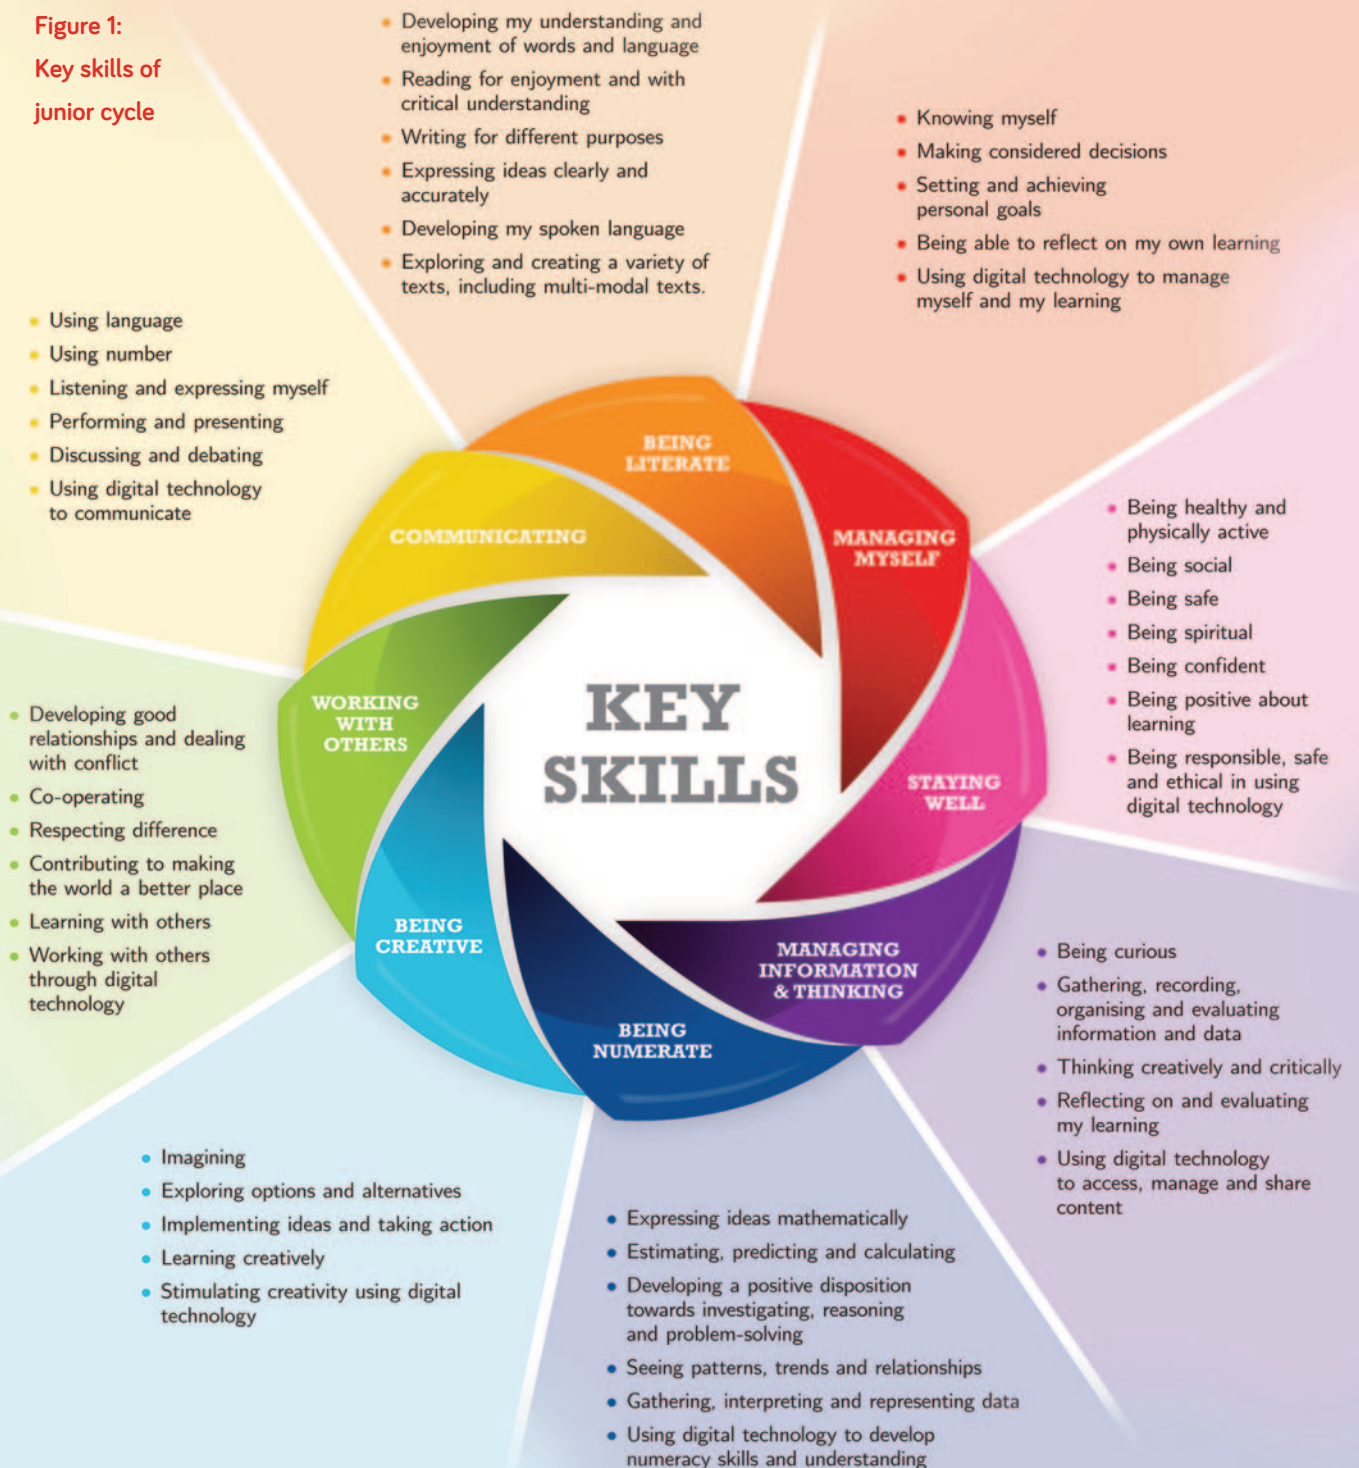 Figure 1:
Key skills of
junior cycle
• Developing my understanding and
enjoyment of words and language
• Reading for enjoyment and with
critical understanding
• Writing for different purposes
• Expressing ideas clearly and
accurately
• Developing my spoken language
• Exploring and creating a variety of
texts, including multi-modal texts.
• Knowing myself
• Making considered decisions
• Setting and achieving
personal goals
• Being able to reflect on my own learning
• Using digital technology to manage
myself and my learning
• Using language
• Using number
• Listening and expressing myself
• Performing and presenting
• Discussing and debating
• Using digital technology
to communicate
BEING
LITERATE
COMMUNICATING
MANAGING
MYSELF
• Being healthy and
physically active
• Being social
• Being safe
• Being spiritual
• Being confident
• Being positive about
learning
• Being responsible, safe
and ethical in using
digital technology
WORKING
WITH
OTHERS
KEY
SKILLS
STAYING
WELL
• Developing good
relationships and dealing
with conflict
• Co-operating
• Respecting difference
• Contributing to making
the world a better place
• Learning with others
• Working with others
through digital
technology
BEING
CREATIVE
MANAGING
INFORMATION
& THINKING
BEING
NUMERATE
• Being curious
• Gathering, recording,
organising and evaluating
information and data
• Thinking creatively and critically
• Reflecting on and evaluating
my learning
• Using digital technology
to access, manage and share
content
• Imagining
• Exploring options and alternatives
• Implementing ideas and taking action
• Learning creatively
• Stimulating creativity using digital
technology
• Expressing ideas mathematically
• Estimating, predicting and calculating
• Developing a positive disposition
towards investigating, reasoning
and problem-solving
• Seeing patterns, trends and relationships
• Gathering, interpreting and representing data
• Using digital technology to develop
numeracy skills and understanding